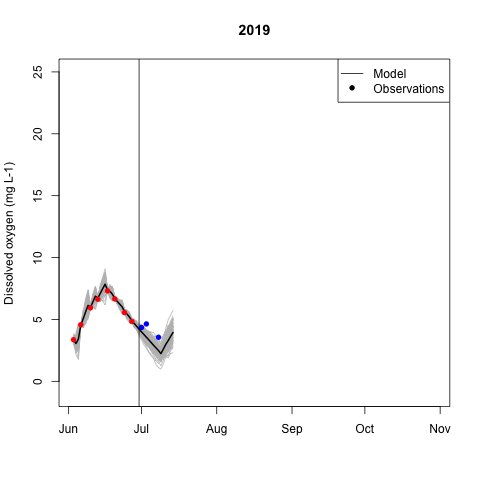 2019
Model
Observations
Dissolved oxygen (mg L-1)
25
20
15
10
5
0
Jun Jul Aug Sep Oct Nov